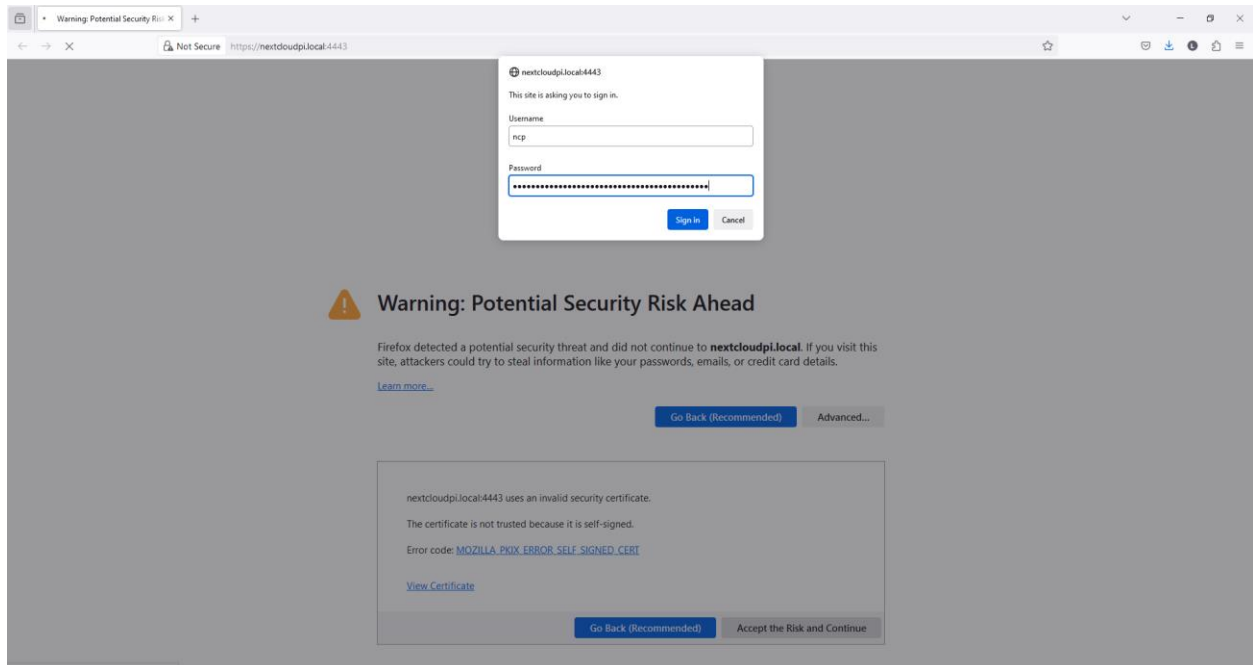 Warning: Potential Security Ris
Not Secure https://nextcloudpi.local:4443
nextcloudpi.local:4443
This site is asking you to sign in.
Username
ncp
Password
Sign in Cancel
Warning: Potential Security Risk Ahead
Firefox detected a potential security threat and did not continue to nextcloudpi.local. If you visit this
site, attackers could try to steal information like your passwords, emails, or credit card details.
Learn more...
Go Back (Recommended) Advanced...
nextcloudpi.local:4443 uses an invalid security certificate.
The certificate is not trusted because it is self-signed.
Error code: MOZILLA_PKIX_ERROR_SELF_SIGNED_CERT
View Certificate
Go Back (Recommended) Accept the Risk and Continue